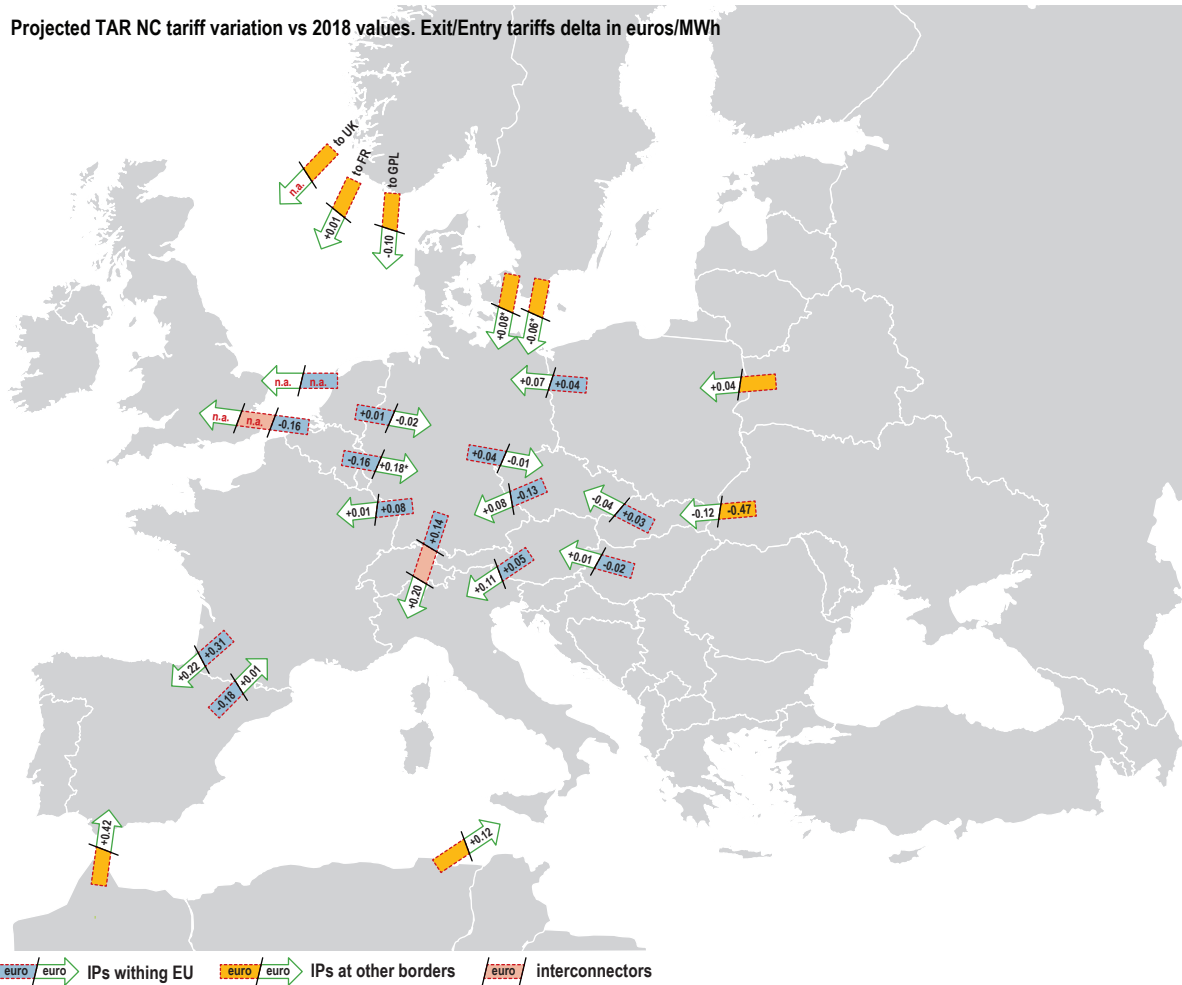 Projected TAR NC tariff variation vs 2018 values. Exit/Entry tariffs delta in euros/MWh
to UK
n.a.
to FR
+0.01
to GPL
-0.10
+0.08*
-0.06*
n.a. n.a.
+0.07 +0.04
+0.04
n.a. n.a. -0.16
+0.01 -0.02
-0.16 +0.18*
+0.04 -0.01
+0.01 +0.08
+0.08 -0.13
-0.04 +0.03
-0.12 -0.47
+0.14
+0.20
+0.11 +0.05
+0.01 -0.02
+0.22 +0.31
-0.18 +0.01
+0.42
+0.12
euro euro IPs withing EU
euro euro IPs at other borders
euro interconnectors